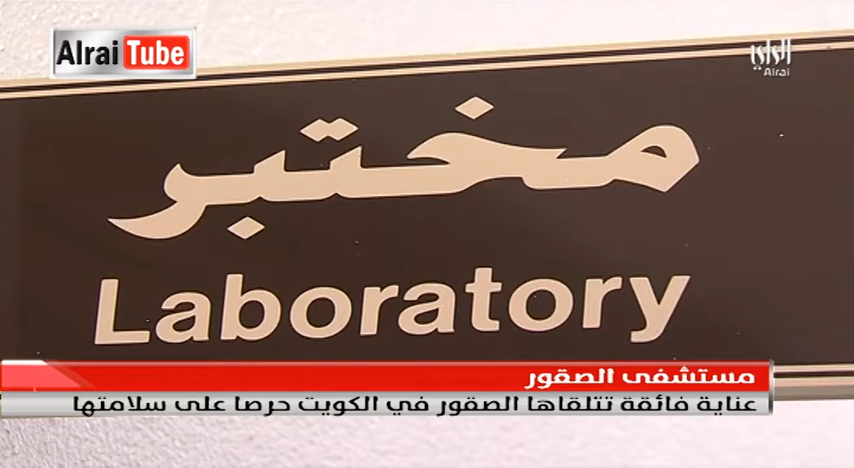 Alrai Tube
الراي
Alrai
مختبر
Laboratory
مستشفى الصقور
عناية فائقة تتلقاها الصقور في الكويت حرصا على سلامتها